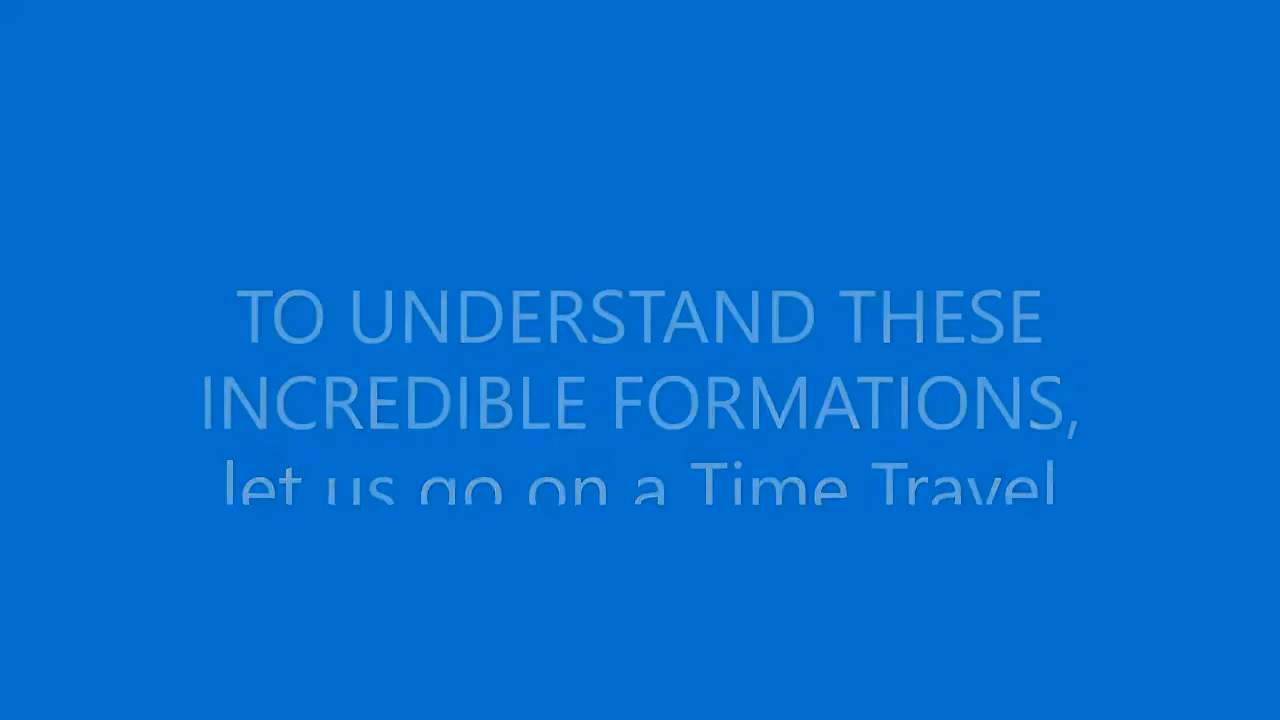 TO UNDERSTAND THESE
INCREDIBLE FORMATIONS,
let us go on a Time Travel